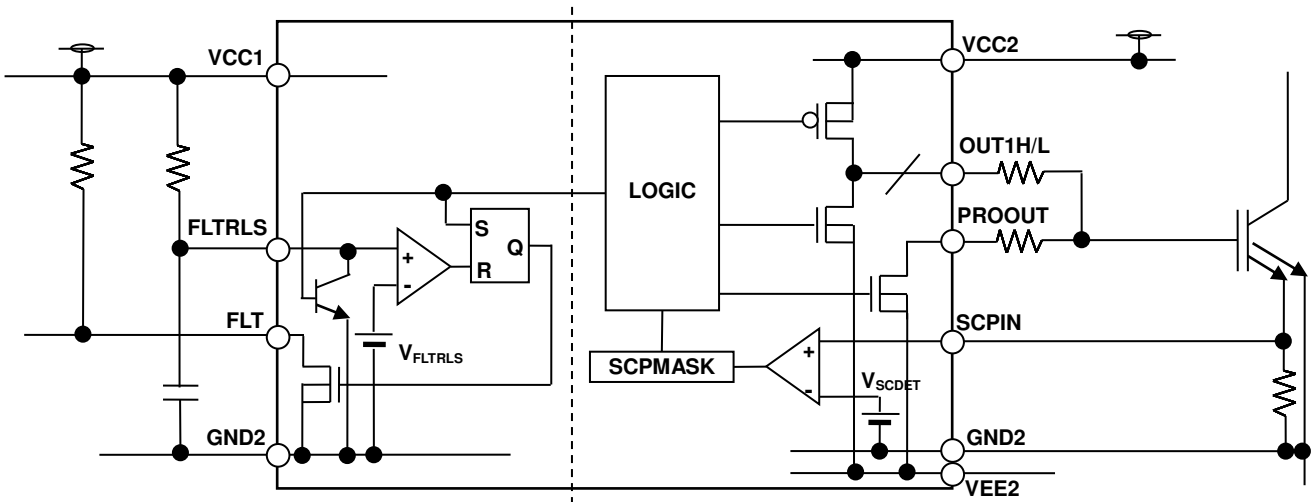 VCC1
VCC2
OUT1H/L
LOGIC
PROOUT
FLTRLS
S
Q
R
+
-
FLT
SCPIN
VFLTRLS
SCPMASK
+
-
VSCDET
GND2
GND2
VEE2